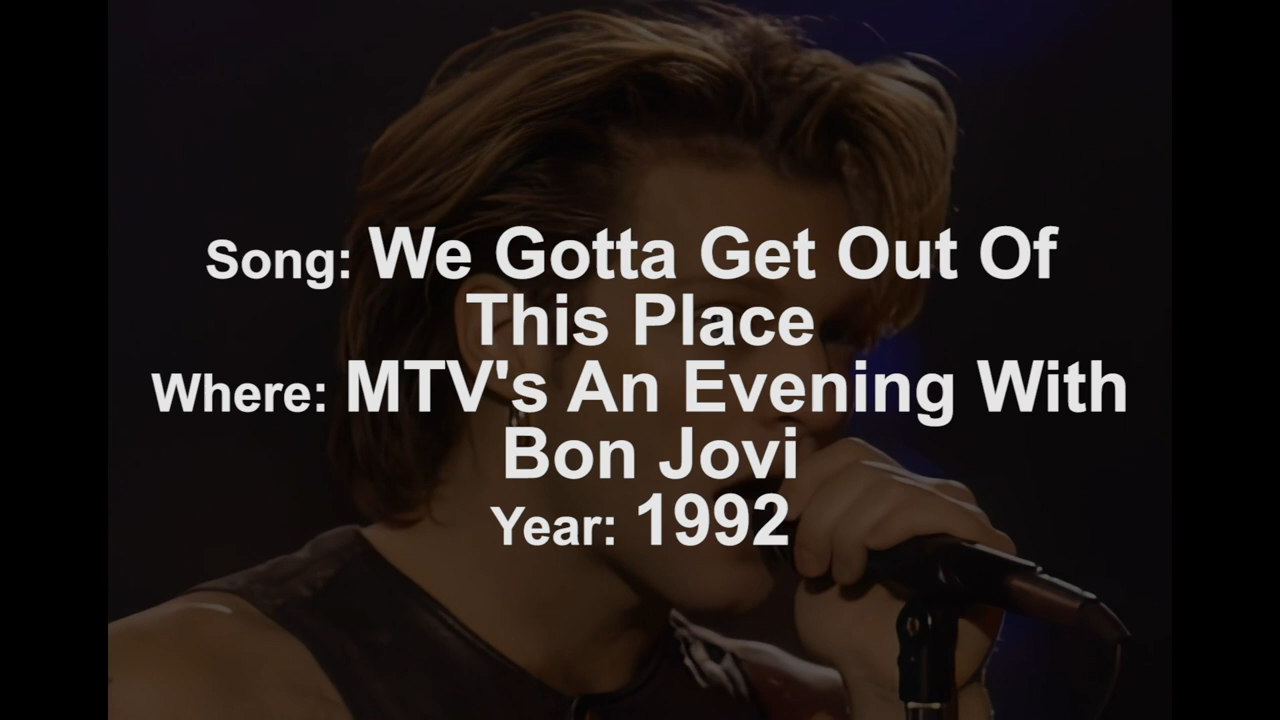 Song: We Gotta Get Out Of
This Place
Where: MTV's An Evening With
Bon Jovi
Year: 1992